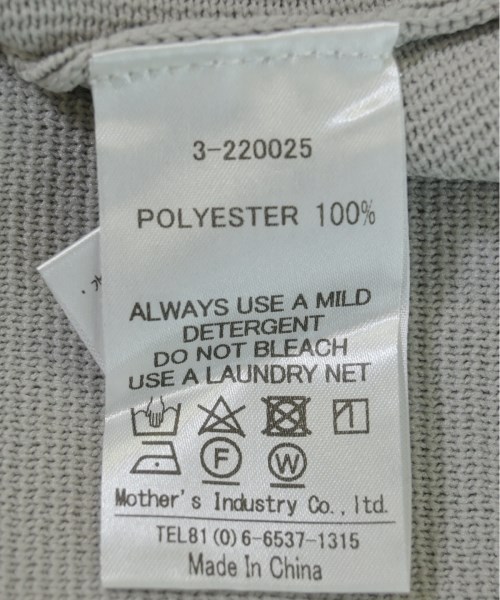 3-220025
POLYESTER 100%
ALWAYS USE A MILD
DETERGENT
DO NOT BLEACH
USE A LAUNDRY NET
F W
Mother's Industry Co., ltd.
TEL81(0)6-6537-1315
Made In China